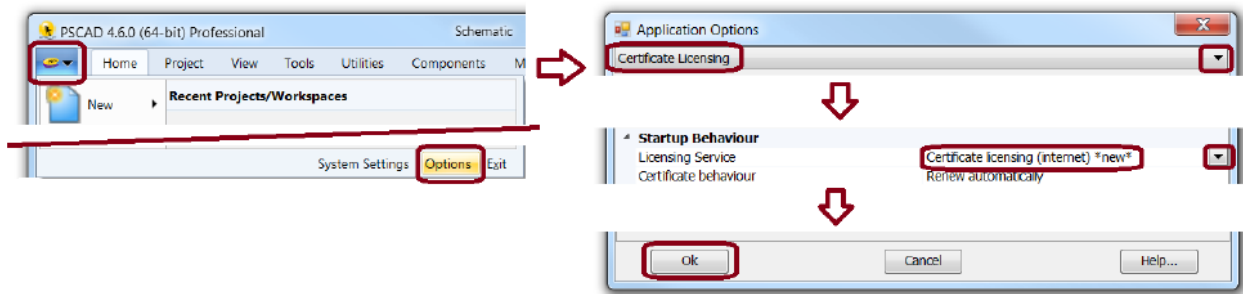 PSCAD 4.6.0 (64-bit) Professional Schematic
Home Project View Tools Utilities Components M
New Recent Projects/Workspaces
System Settings Options Exit
Application Options
Certificate Licensing
Startup Behaviour
Licensing Service Certificate licensing (internet) *new*
Certificate behaviour Renew automatically
Ok Cancel Help...